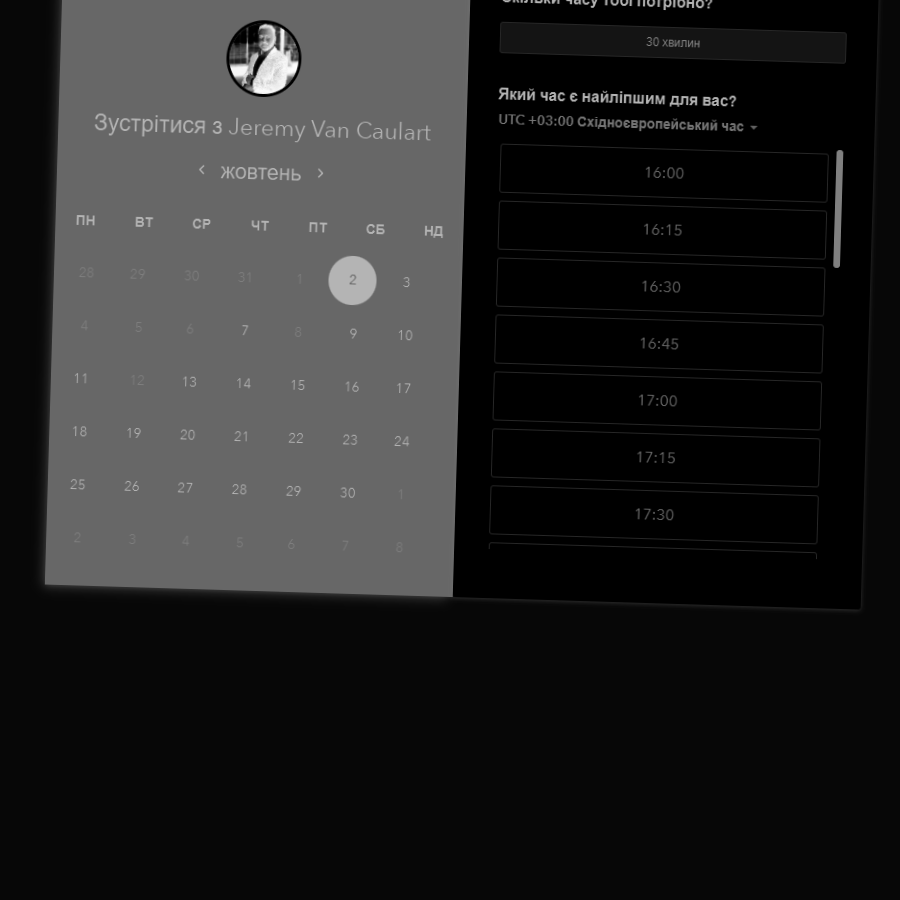 Зустрітися з Jeremy Van Caulart
‹ жовтень ›
ПН ВТ СР ЧТ ПТ СБ НД
28 29 30 31 1 2 3
4 5 6 7 8 9 10
11 12 13 14 15 16 17
18 19 20 21 22 23 24
25 26 27 28 29 30 1
2 3 4 5 6 7 8
Скільки часу тобі потрібно?
30 хвилин
Який час є найліпшим для вас?
UTC +03:00 Східноєвропейський час
16:00
16:15
16:30
16:45
17:00
17:15
17:30